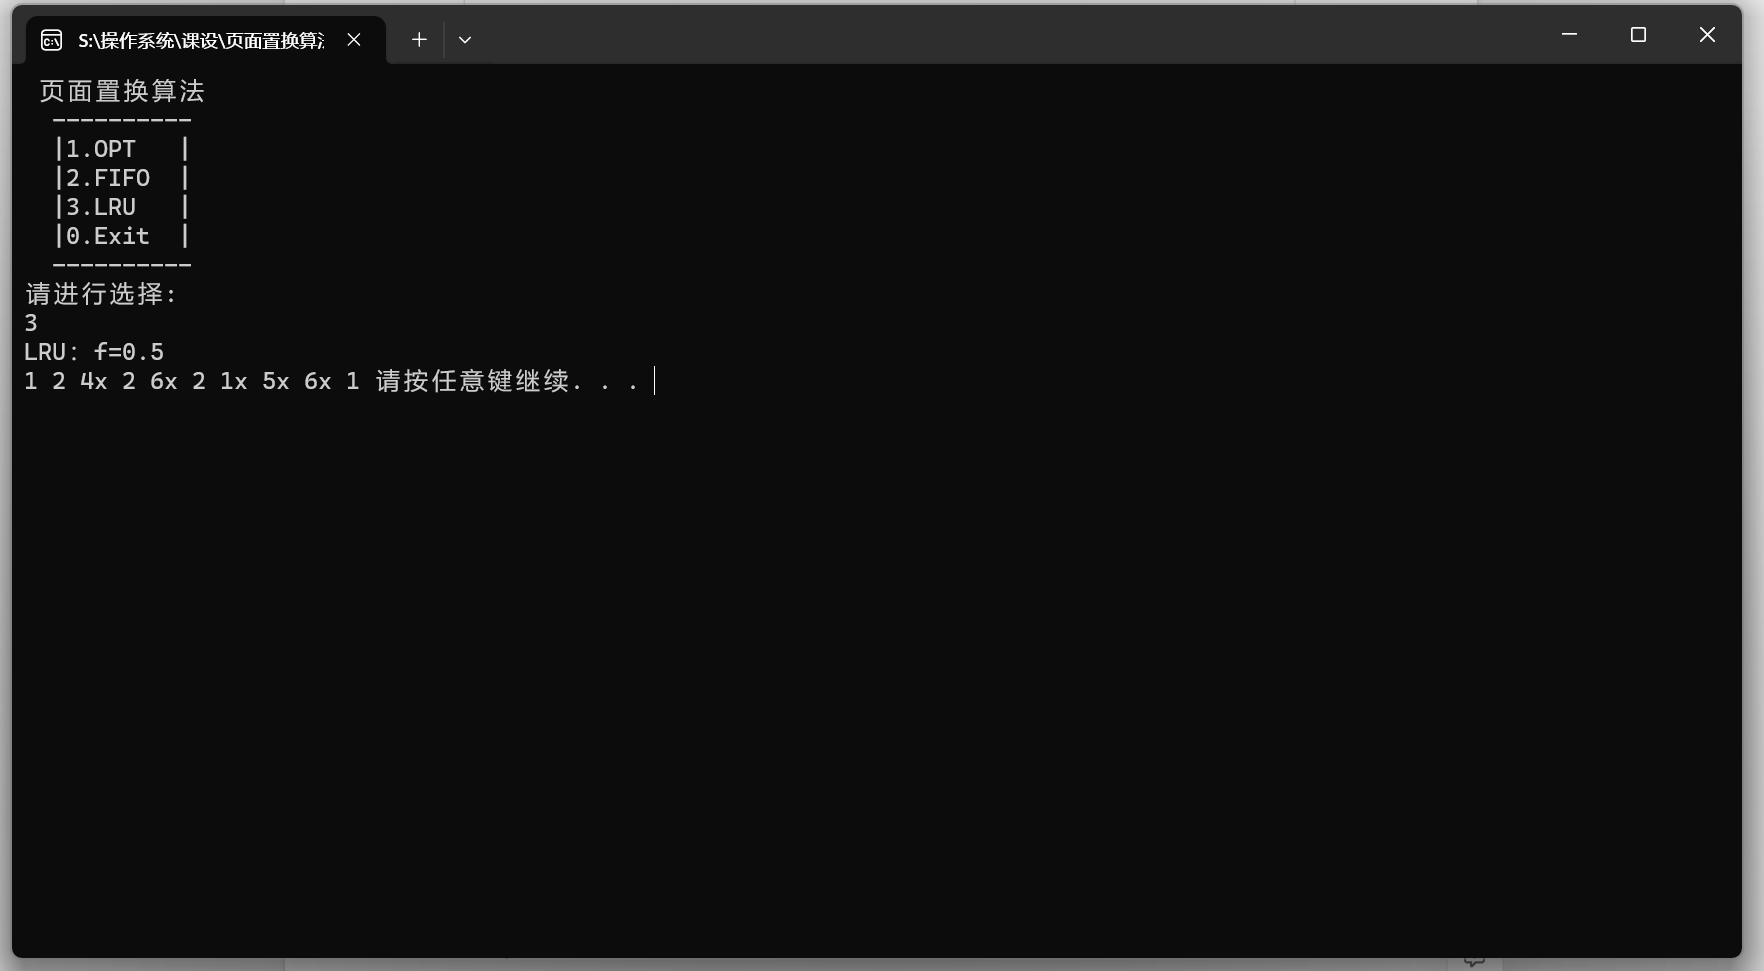 S:\操作系统\课设\页面置换算法
页面置换算法
----------
|1.OPT   |
|2.FIFO  |
|3.LRU   |
|0.Exit  |
----------
请进行选择:
3
LRU: f=0.5
1 2 4x 2 6x 2 1x 5x 6x 1 请按任意键继续. . .